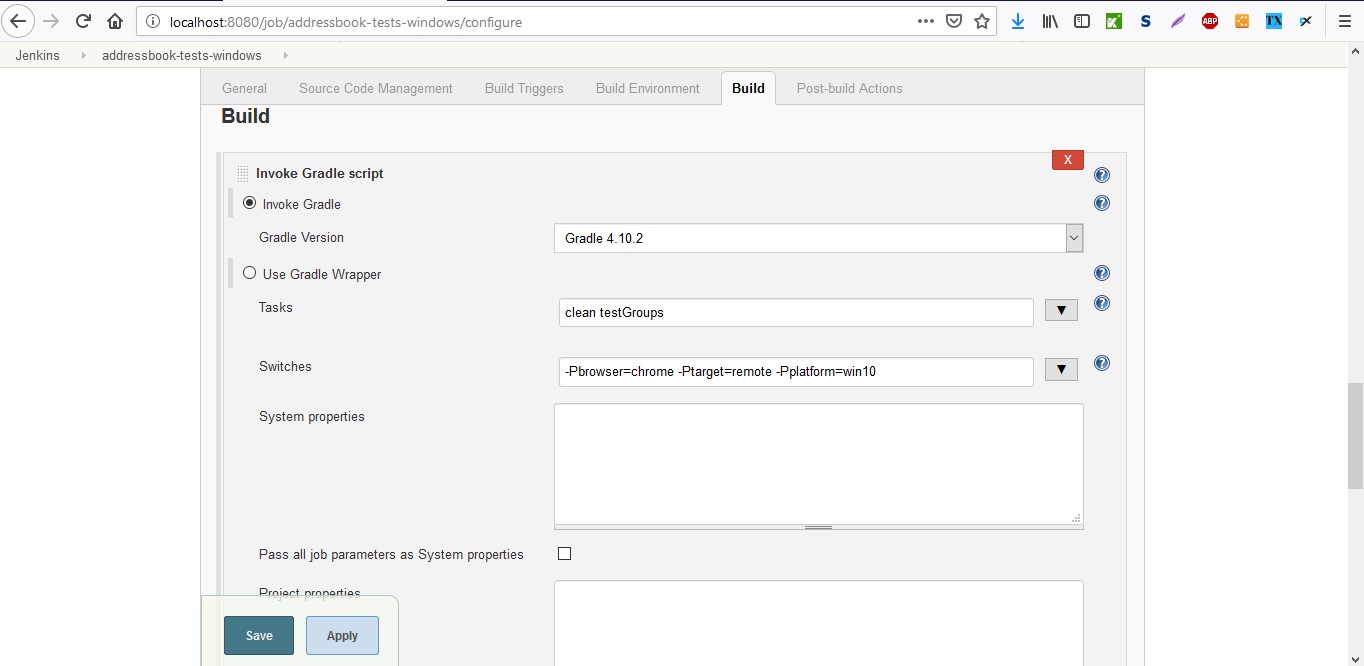 localhost:8080/job/addressbook-tests-windows/configure
S
ABP
TX
Jenkins addressbook-tests-windows
General Source Code Management Build Triggers Build Environment Build Post-build Actions
Build
X
Invoke Gradle script
Invoke Gradle
Gradle Version Gradle 4.10.2
Use Gradle Wrapper
Tasks clean testGroups
Switches -Pbrowser=chrome -Ptarget=remote -Pplatform=win10
System properties
Pass all job parameters as System properties
Project properties
Save Apply